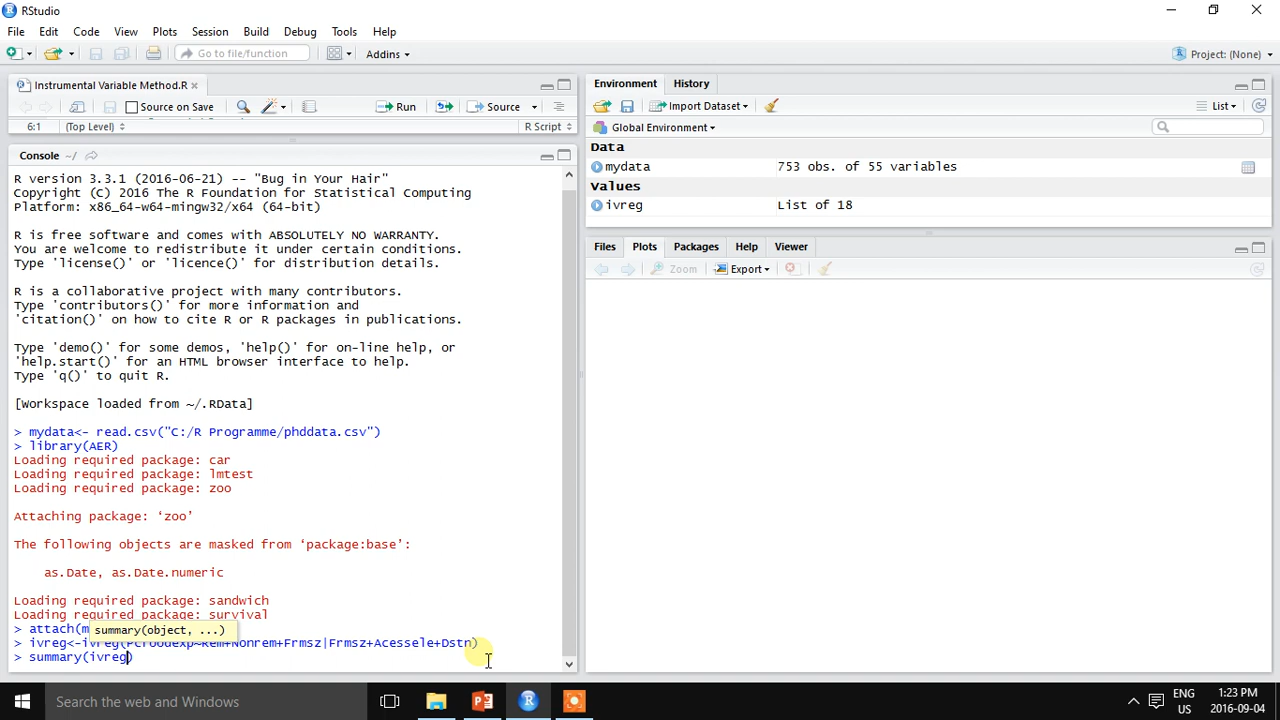 RStudio
File Edit Code View Plots Session Build Debug Tools Help
Go to file/function Addins Project: (None)
Instrumental Variable Method.R
Source on Save Run Source
6:1 (Top Level) R Script
Console ~/
R version 3.3.1 (2016-06-21) -- "Bug in Your Hair"
Copyright (C) 2016 The R Foundation for Statistical Computing
Platform: x86_64-w64-mingw32/x64 (64-bit)
R is free software and comes with ABSOLUTELY NO WARRANTY.
You are welcome to redistribute it under certain conditions.
Type 'license()' or 'licence()' for distribution details.
R is a collaborative project with many contributors.
Type 'contributors()' for more information and
'citation()' on how to cite R or R packages in publications.
Type 'demo()' for some demos, 'help()' for on-line help, or
'help.start()' for an HTML browser interface to help.
Type 'q()' to quit R.
[Workspace loaded from ~/.RData]
> mydata<- read.csv("C:/R Programme/phddata.csv")
> library(AER)
Loading required package: car
Loading required package: lmtest
Loading required package: zoo
Attaching package: ‘zoo’
The following objects are masked from ‘package:base’:
as.Date, as.Date.numeric
Loading required package: sandwich
Loading required package: survival
> attach(m
summary(object, ...)
> ivreg<-ivreg(Pcfoodexp~Rem+Nonrem+Frmsz|Frmsz+Acessele+Dstn)
> summary(ivreg)
Environment History
Import Dataset List
Global Environment
Data
mydata 753 obs. of 55 variables
Values
ivreg List of 18
Files Plots Packages Help Viewer
Zoom Export
Search the web and Windows
ENG 1:23 PM
US 2016-09-04